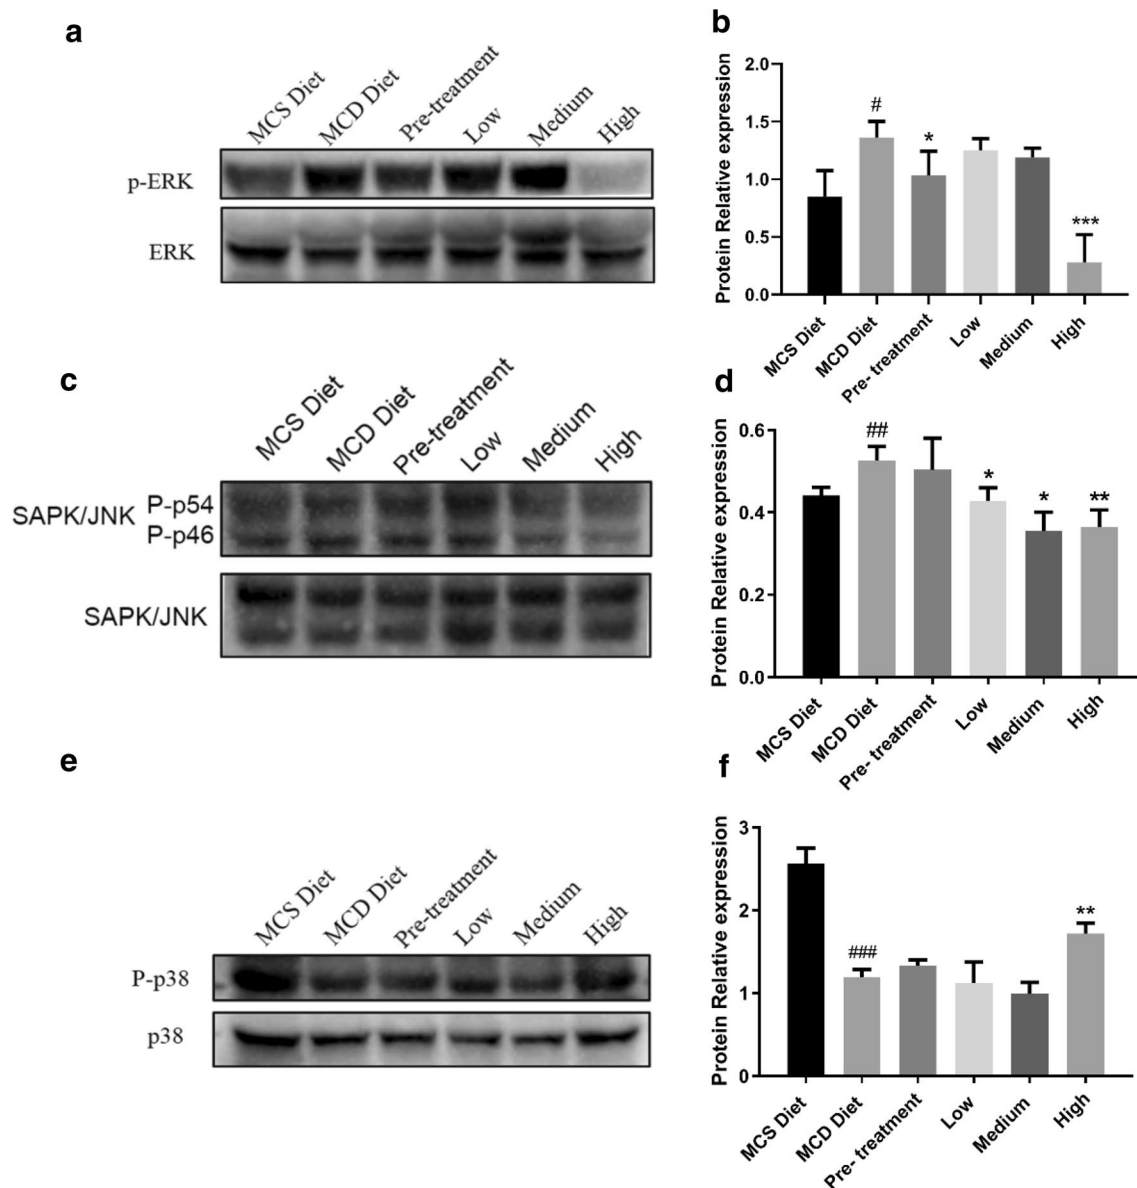 a
MCS Diet
MCD Diet
Pre-treatment
Low
Medium
High
p-ERK
ERK
b
Protein Relative expression
2.0
1.5
1.0
0.5
0.0
#
*
***
MCS Diet
MCD Diet
Pre- treatment
Low
Medium
High
c
MCS Diet
MCD Diet
Pre-treatment
Low
Medium
High
SAPK/JNK P-p54
P-p46
SAPK/JNK
d
Protein Relative expression
0.6
0.4
0.2
0.0
##
*
*
**
MCS Diet
MCD Diet
Pre- treatment
Low
Medium
High
e
MCS Diet
MCD Diet
Pre-treatment
Low
Medium
High
P-p38
p38
f
Protein Relative expression
3
2
1
0
###
**
MCS Diet
MCD Diet
Pre- treatment
Low
Medium
High